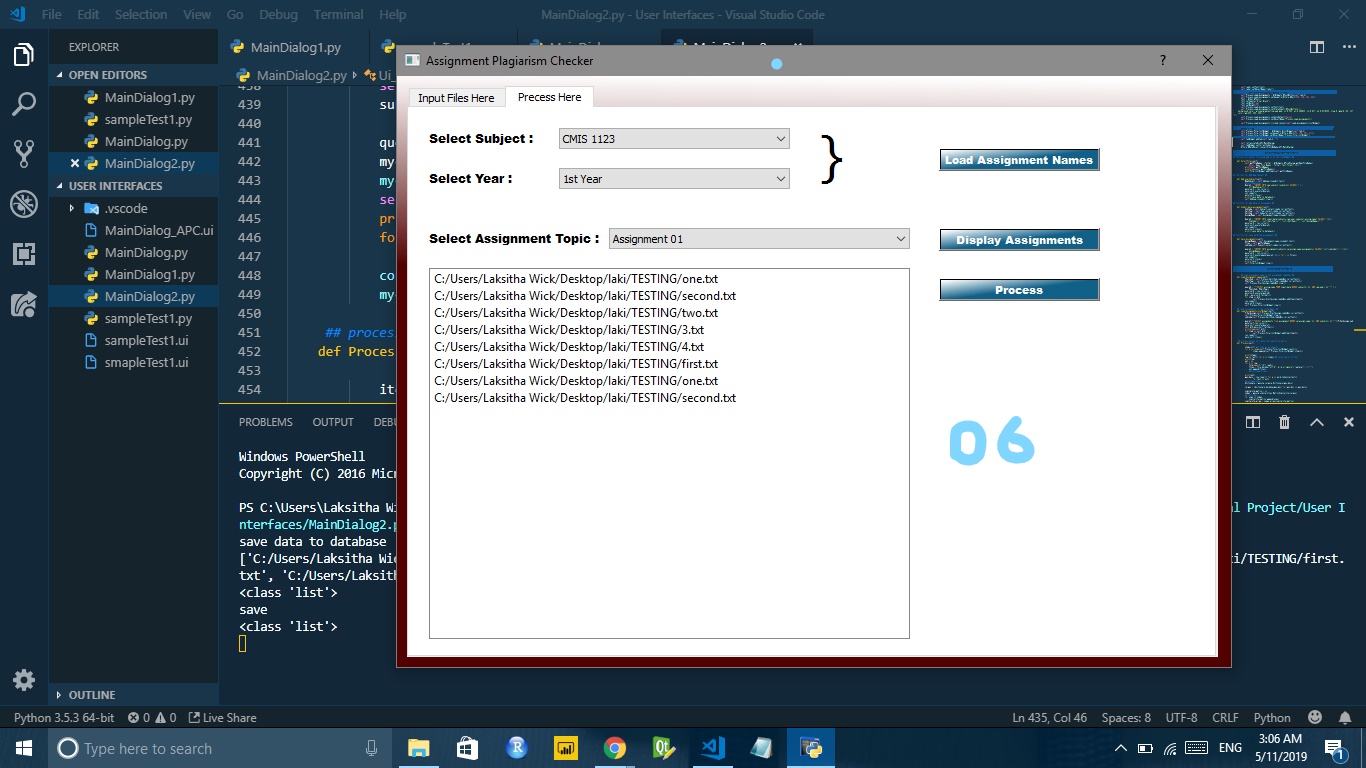 File Edit Selection View Go Debug Terminal Help
MainDialog2.py - User Interfaces - Visual Studio Code
EXPLORER
OPEN EDITORS
MainDialog1.py
sampleTest1.py
MainDialog.py
MainDialog2.py
USER INTERFACES
.vscode
MainDialog_APC.ui
MainDialog.py
MainDialog1.py
MainDialog2.py
sampleTest1.py
sampleTest1.ui
smapleTest1.ui
OUTLINE
MainDialog1.py
MainDialog2.py Ui_
438 se
439 su
440
441 que
442 my
443 my
444 se
445 pr
446 fo
447
448 co
449 my
450
451 ## proces
452 def Proces
453
454 it
Assignment Plagiarism Checker ?
Input Files Here Precess Here
Select Subject : CMIS 1123 } Load Assignment Names
Select Year : 1st Year
Select Assignment Topic : Assignment 01 Display Assignments
Process
C:/Users/Laksitha Wick/Desktop/laki/TESTING/one.txt
C:/Users/Laksitha Wick/Desktop/laki/TESTING/second.txt
C:/Users/Laksitha Wick/Desktop/laki/TESTING/two.txt
C:/Users/Laksitha Wick/Desktop/laki/TESTING/3.txt
C:/Users/Laksitha Wick/Desktop/laki/TESTING/4.txt
C:/Users/Laksitha Wick/Desktop/laki/TESTING/first.txt
C:/Users/Laksitha Wick/Desktop/laki/TESTING/one.txt
C:/Users/Laksitha Wick/Desktop/laki/TESTING/second.txt
06
PROBLEMS OUTPUT DEBU
Windows PowerShell
Copyright (C) 2016 Micr
PS C:\Users\Laksitha Wi l Project/User I
nterfaces/MainDialog2.p
save data to database
['C:/Users/Laksitha Wic i/TESTING/first.
txt', 'C:/Users/Laksith
<class 'list'>
save
<class 'list'>
Python 3.5.3 64-bit 0 0 Live Share Ln 435, Col 46 Spaces: 8 UTF-8 CRLF Python
Type here to search
ENG
3:06 AM
5/11/2019
1